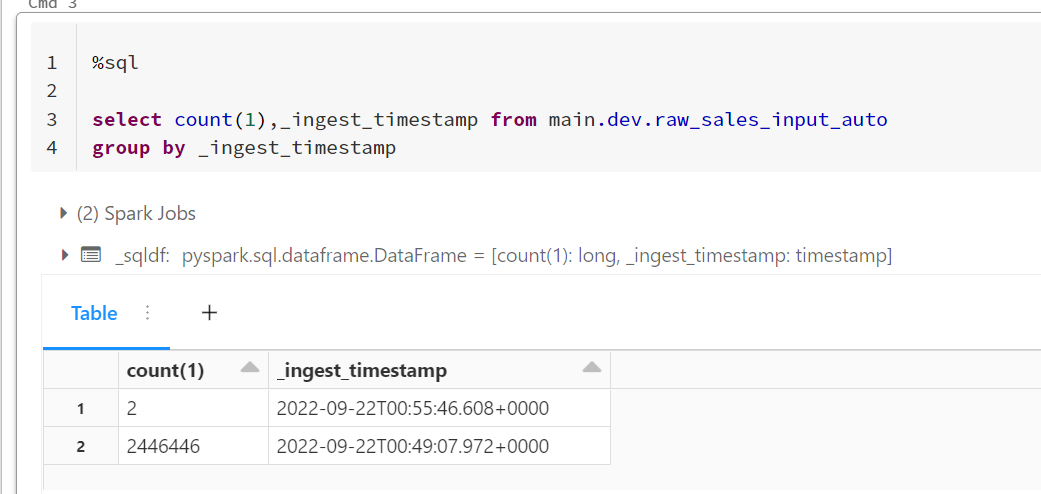 Cmd 3
1 %sql
2
3 select count(1),_ingest_timestamp from main.dev.raw_sales_input_auto
4 group by _ingest_timestamp
(2) Spark Jobs
_sqldf: pyspark.sql.dataframe.DataFrame = [count(1): long, _ingest_timestamp: timestamp]
Table +
count(1) _ingest_timestamp
1 2 2022-09-22T00:55:46.608+0000
2 2446446 2022-09-22T00:49:07.972+0000